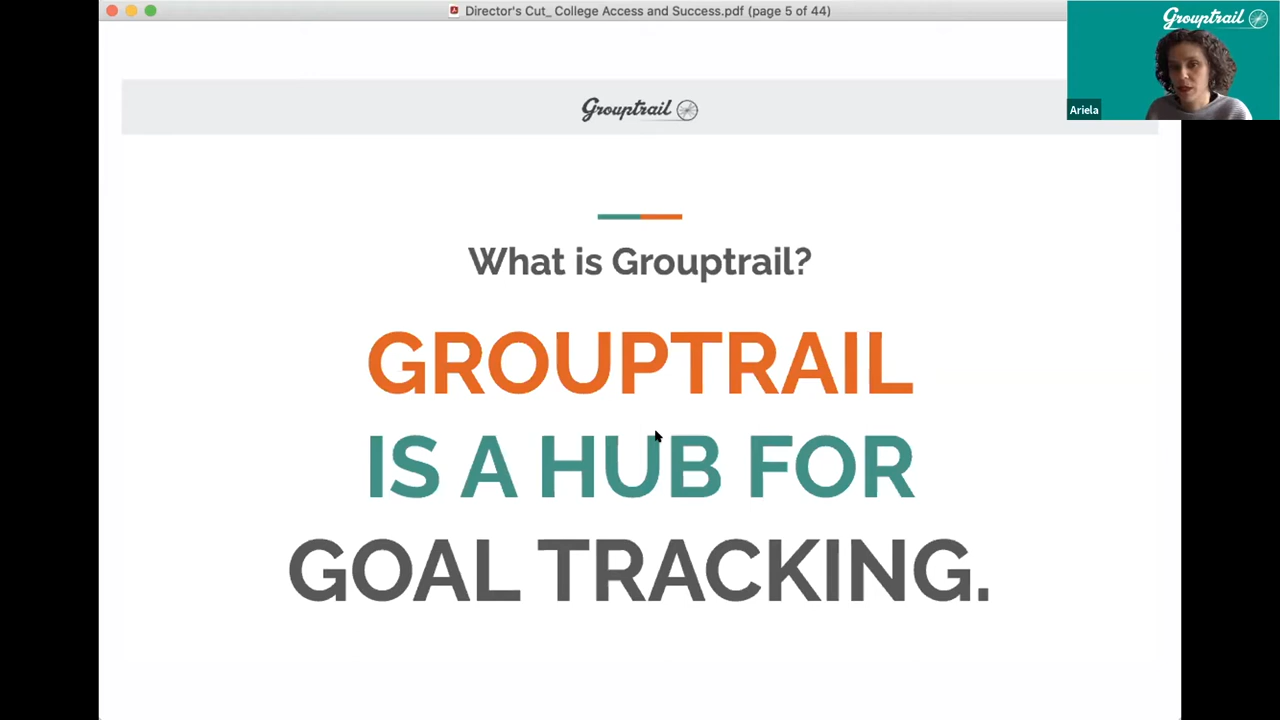 Director's Cut_ College Access and Success.pdf (page 5 of 44)
Grouptrail
Ariela
Grouptrail
What is Grouptrail?
GROUPTRAIL
IS A HUB FOR
GOAL TRACKING.